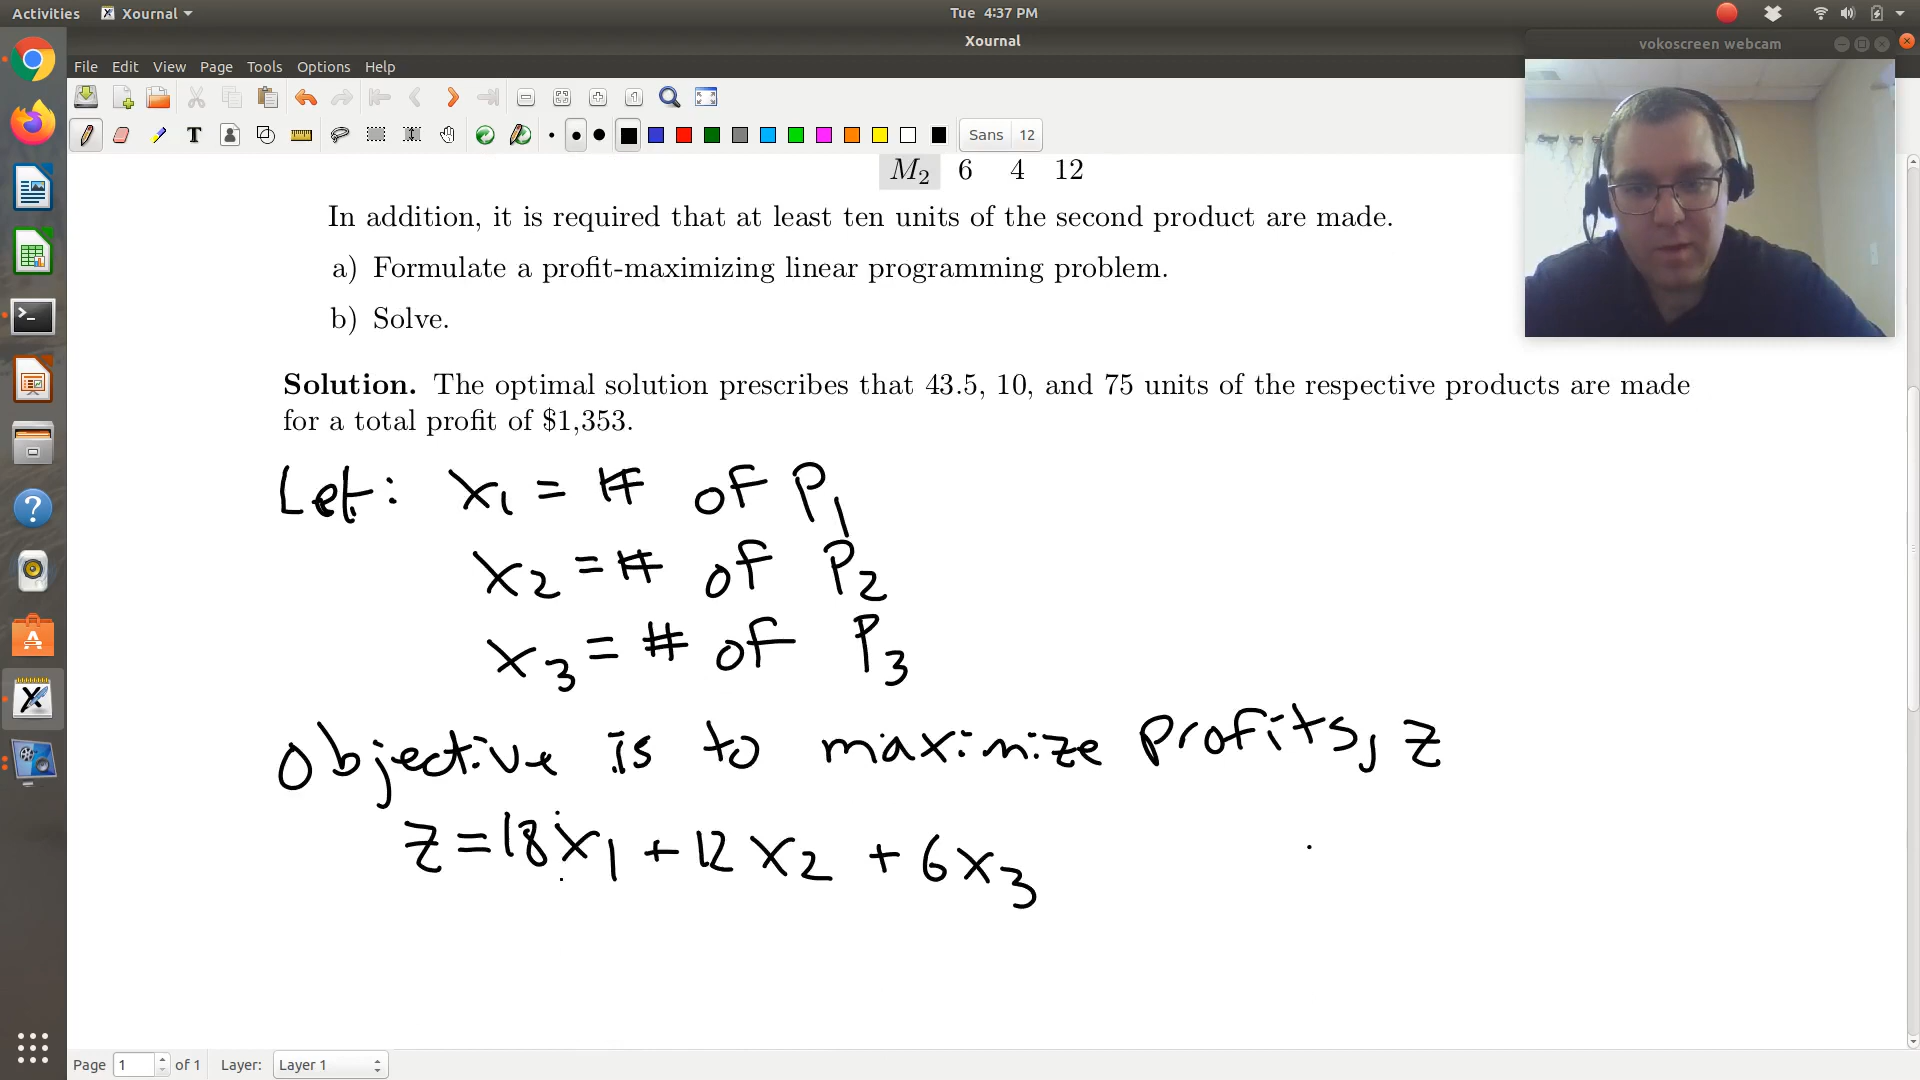 Activities Xournal Tue 4:37 PM
Xournal
vokoscreen webcam
File Edit View Page Tools Options Help
Sans 12
M₂ 6 4 12
In addition, it is required that at least ten units of the second product are made.
a) Formulate a profit-maximizing linear programming problem.
b) Solve.
Solution. The optimal solution prescribes that 43.5, 10, and 75 units of the respective products are made
for a total profit of $1,353.
Let: x₁ = # of P₁
x₂ = # of P₂
x₃ = # of P₃
Objective is to maximize profits, z
z = 18x₁ + 12x₂ + 6x₃
Page 1 of 1 Layer: Layer 1